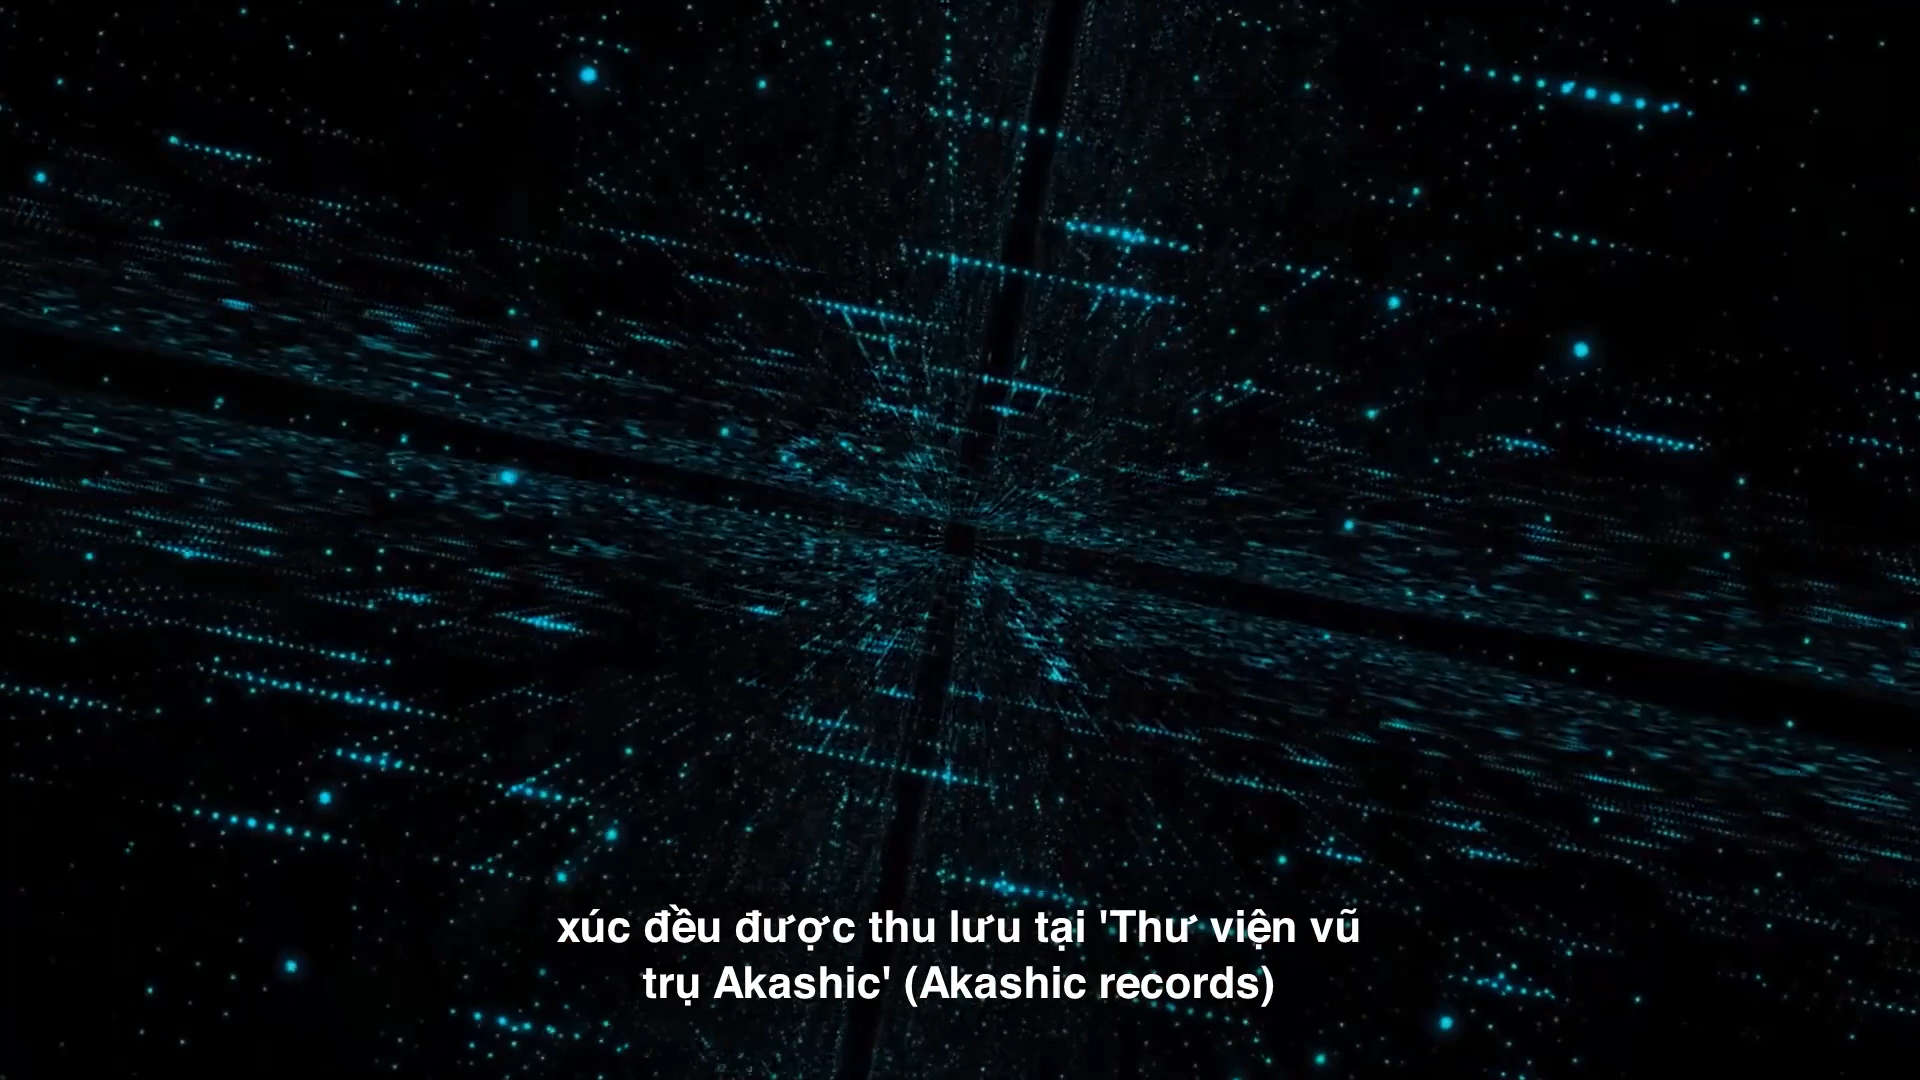 xúc đều được thu lưu tại 'Thư viện vũ
trụ Akashic' (Akashic records)